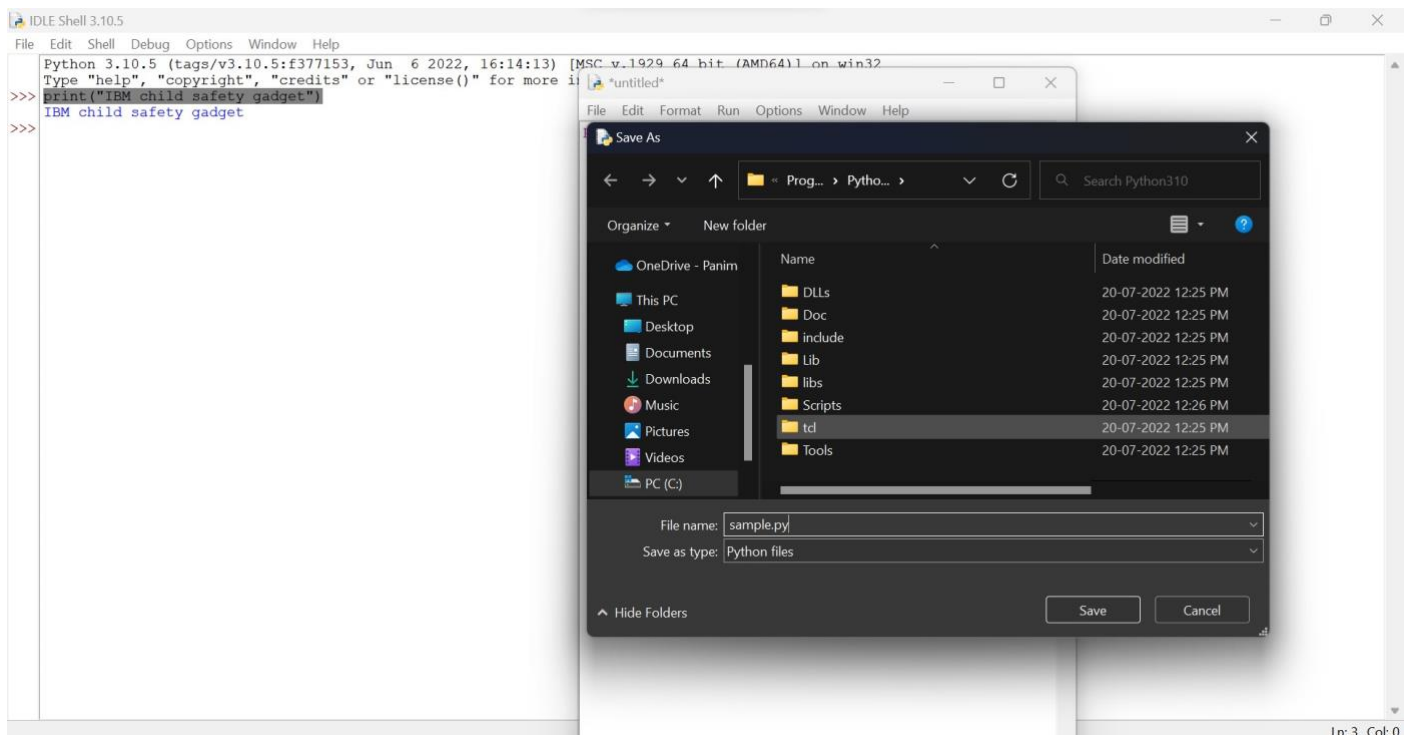 IDLE Shell 3.10.5
File Edit Shell Debug Options Window Help
Python 3.10.5 (tags/v3.10.5:f377153, Jun  6 2022, 16:14:13) [MSC v.1929 64 bit (AMD64)] on win32
Type "help", "copyright", "credits" or "license()" for more i
>>> print("IBM child safety gadget")
IBM child safety gadget
>>>
*untitled*
File Edit Format Run Options Window Help
Save As
« Prog... › Pytho... ›
Search Python310
Organize
New folder
OneDrive - Panim
This PC
Desktop
Documents
Downloads
Music
Pictures
Videos
PC (C:)
Name Date modified
DLLs 20-07-2022 12:25 PM
Doc 20-07-2022 12:25 PM
include 20-07-2022 12:25 PM
Lib 20-07-2022 12:25 PM
libs 20-07-2022 12:25 PM
Scripts 20-07-2022 12:26 PM
tcl 20-07-2022 12:25 PM
Tools 20-07-2022 12:25 PM
File name: sample.py
Save as type: Python files
Hide Folders
Save
Cancel
Ln: 3 Col: 0